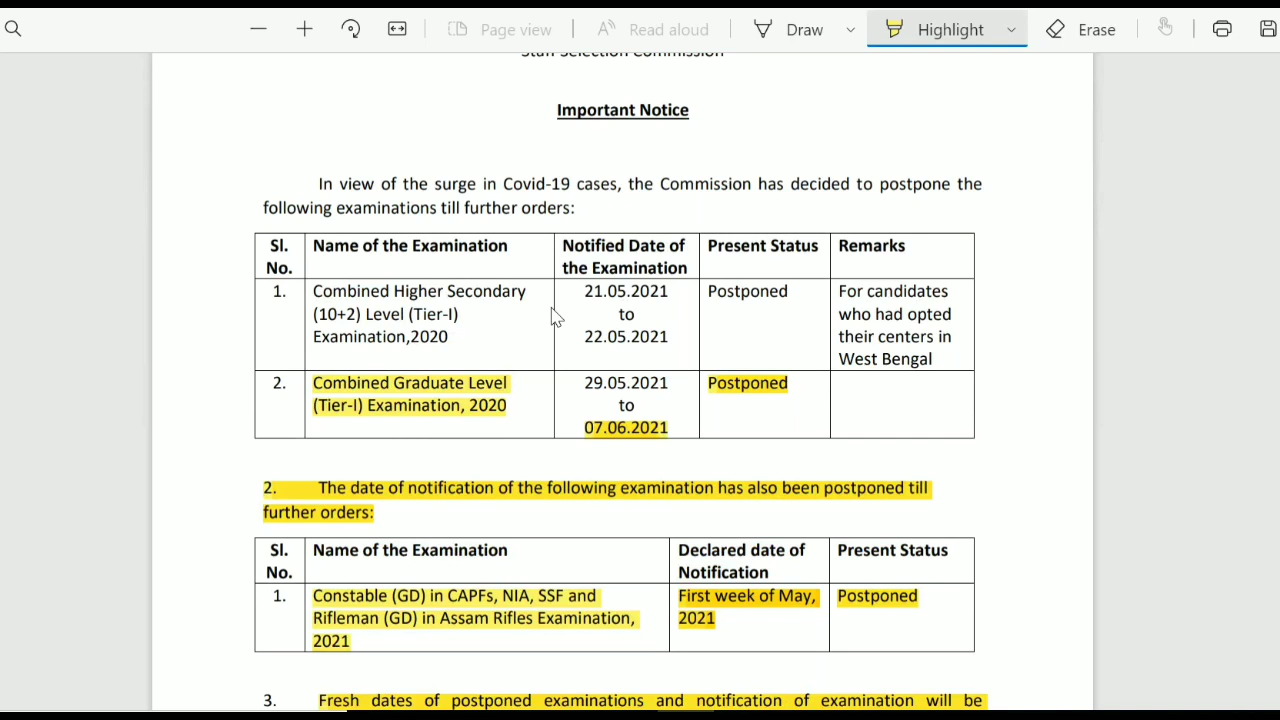 Page view
Read aloud
Draw
Highlight
Erase
Staff Selection Commission
Important Notice
In view of the surge in Covid-19 cases, the Commission has decided to postpone the
following examinations till further orders:
Sl. No. Name of the Examination Notified Date of the Examination Present Status Remarks
1. Combined Higher Secondary 21.05.2021 Postponed For candidates
(10+2) Level (Tier-I) to who had opted
Examination,2020 22.05.2021 their centers in
West Bengal
2. Combined Graduate Level 29.05.2021 Postponed
(Tier-I) Examination, 2020 to
07.06.2021
2. The date of notification of the following examination has also been postponed till
further orders:
Sl. No. Name of the Examination Declared date of Notification Present Status
1. Constable (GD) in CAPFs, NIA, SSF and First week of May, Postponed
Rifleman (GD) in Assam Rifles Examination, 2021
2021
3. Fresh dates of postponed examinations and notification of examination will be